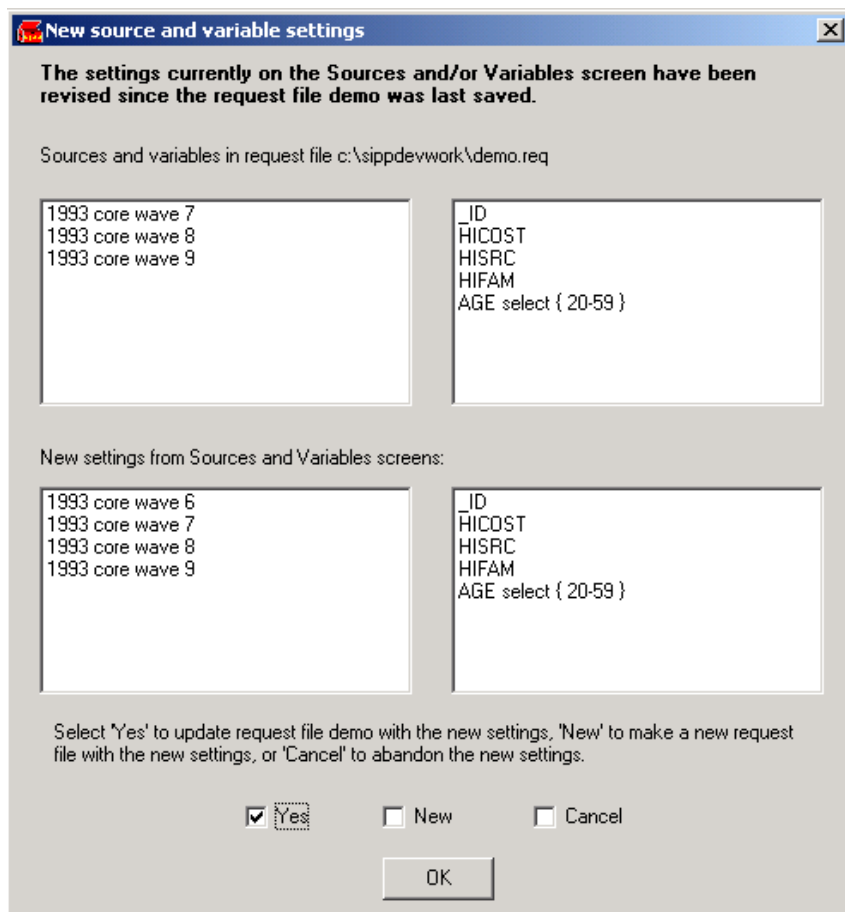 New source and variable settings
The settings currently on the Sources and/or Variables screen have been
revised since the request file demo was last saved.
Sources and variables in request file c:\sippdevwork\demo.req
1993 core wave 7
1993 core wave 8
1993 core wave 9
_ID
HICOST
HISRC
HIFAM
AGE select { 20-59 }
New settings from Sources and Variables screens:
1993 core wave 6
1993 core wave 7
1993 core wave 8
1993 core wave 9
_ID
HICOST
HISRC
HIFAM
AGE select { 20-59 }
Select 'Yes' to update request file demo with the new settings, 'New' to make a new request
file with the new settings, or 'Cancel' to abandon the new settings.
Yes New Cancel
OK